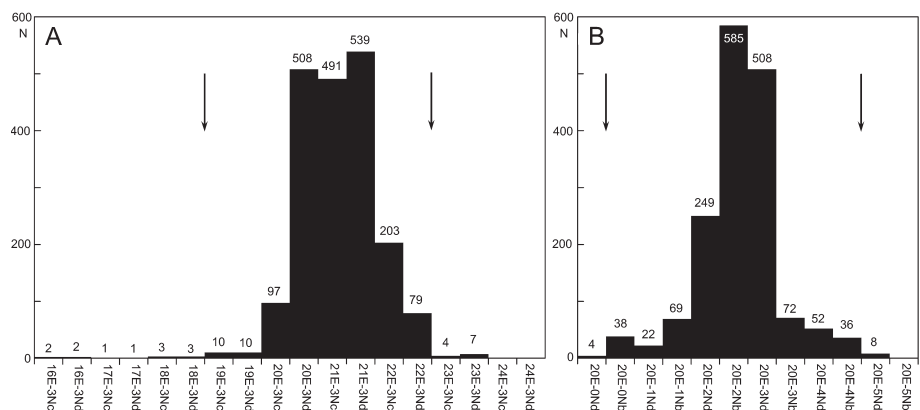 600
N
A
400
200
0
2
2
1
1
3
3
10
10
97
508
491
539
203
79
4
7
16E-3Nc
16E-3Nd
17E-3Nc
17E-3Nd
18E-3Nc
18E-3Nd
19E-3Nc
19E-3Nd
20E-3Nc
20E-3Nd
21E-3Nc
21E-3Nd
22E-3Nc
22E-3Nd
23E-3Nc
23E-3Nd
24E-3Nc
24E-3Nd
600
N
B
400
200
0
4
38
22
69
249
585
508
72
52
36
8
20E-0Nd
20E-0Nb
20E-1Nd
20E-1Nb
20E-2Nd
20E-2Nb
20E-3Nd
20E-3Nb
20E-4Nd
20E-4Nb
20E-5Nd
20E-5Nb